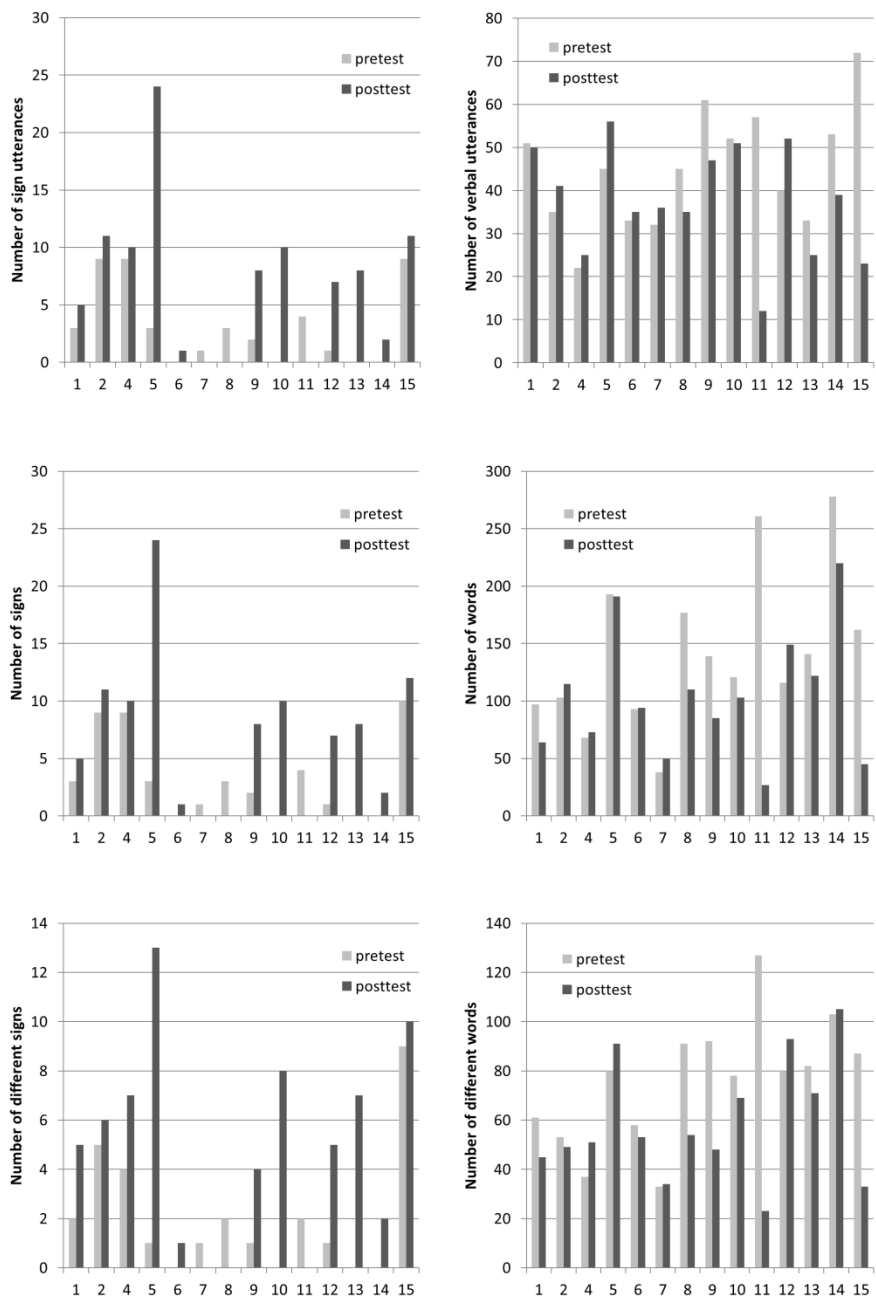 30
25
20
15
10
5
0
Number of sign utterances
pretest
posttest
1 2 4 5 6 7 8 9 10 11 12 13 14 15
80
70
60
50
40
30
20
10
0
Number of verbal utterances
pretest
posttest
1 2 4 5 6 7 8 9 10 11 12 13 14 15
30
25
20
15
10
5
0
Number of signs
pretest
posttest
1 2 4 5 6 7 8 9 10 11 12 13 14 15
300
250
200
150
100
50
0
Number of words
pretest
posttest
1 2 4 5 6 7 8 9 10 11 12 13 14 15
14
12
10
8
6
4
2
0
Number of different signs
pretest
posttest
1 2 4 5 6 7 8 9 10 11 12 13 14 15
140
120
100
80
60
40
20
0
Number of different words
pretest
posttest
1 2 4 5 6 7 8 9 10 11 12 13 14 15